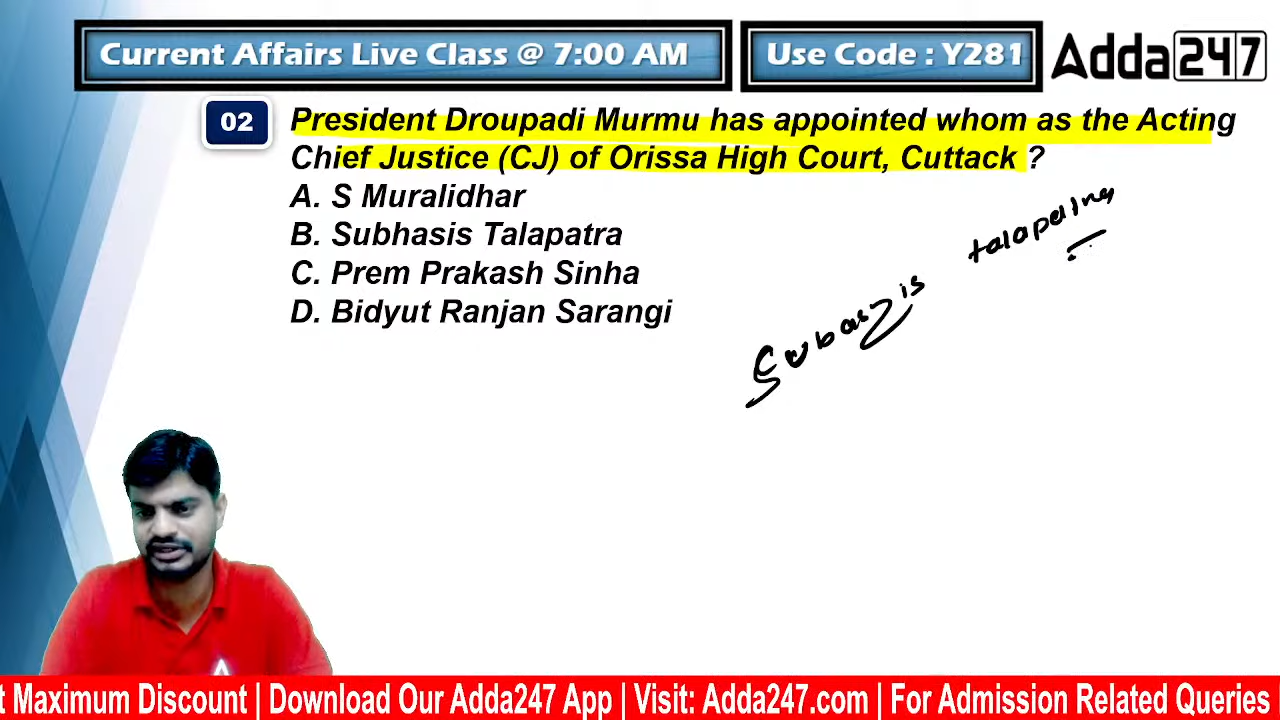 Current Affairs Live Class @ 7:00 AM
Use Code : Y281
Adda247
02
President Droupadi Murmu has appointed whom as the Acting
Chief Justice (CJ) of Orissa High Court, Cuttack ?
A. S Muralidhar
B. Subhasis Talapatra
C. Prem Prakash Sinha
D. Bidyut Ranjan Sarangi
t Maximum Discount | Download Our Adda247 App | Visit: Adda247.com | For Admission Related Queries